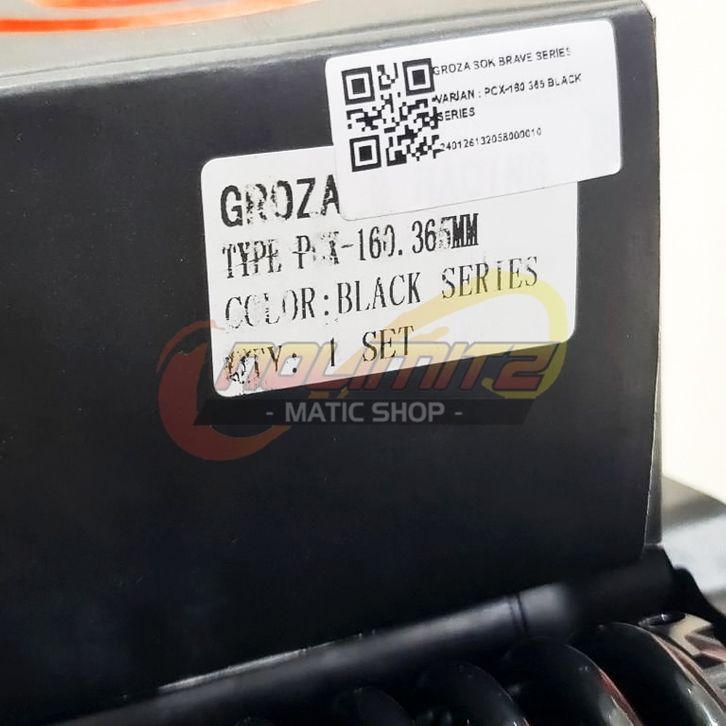 GROZA SOK BRAVE SERIES
VARIAN : PCX-160 365 BLACK
SERIES
240126132058000010
GROZA
TYPE PCX-160. 365MM
COLOR:BLACK SERIES
QTY. 1 SET
NOLIMITZ
- MATIC SHOP -